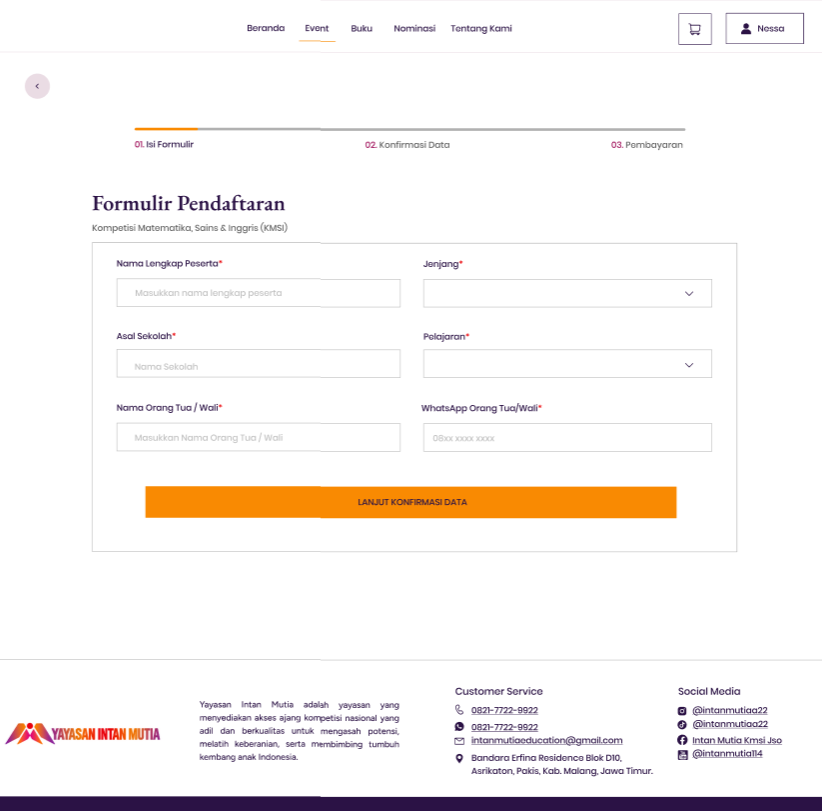 Beranda Event Buku Nominasi Tentang Kami Nessa
01. Isi Formulir 02. Konfirmasi Data 03. Pembayaran
Formulir Pendaftaran
Kompetisi Matematika, Sains & Inggris (KMSI)
Nama Lengkap Peserta* Jenjang*
Masukkan nama lengkap peserta
Asal Sekolah* Pelajaran*
Nama Sekolah
Nama Orang Tua / Wali* WhatsApp Orang Tua/Wali*
Masukkan Nama Orang Tua / Wali 08xx xxxx xxxx
LANJUT KONFIRMASI DATA
YAYASAN INTAN MUTIA
Yayasan Intan Mutia adalah yayasan yang
menyediakan akses ajang kompetisi nasional yang
adil dan berkualitas untuk mengasah potensi,
melatih keberanian, serta membimbing tumbuh
kembang anak Indonesia.
Customer Service
0821-7722-9922
0821-7722-9922
intanmutiaeducation@gmail.com
Bandara Erfina Residence Blok D10,
Asrikaton, Pakis, Kab. Malang, Jawa Timur.
Social Media
@intanmutiaa22
@intanmutiaa22
Intan Mutia Kmsi Jso
@intanmutia114